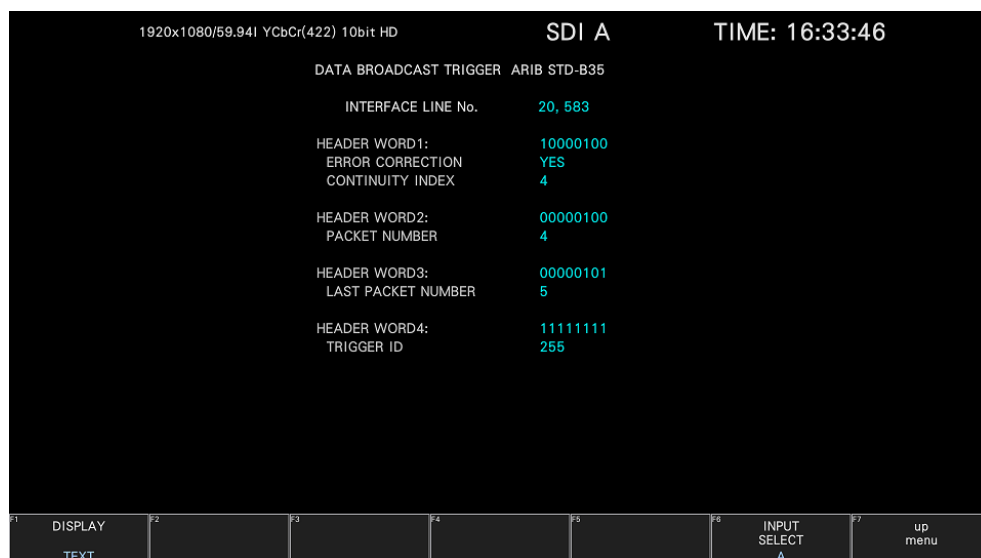 1920x1080/59.94I YCbCr(422) 10bit HD SDI A TIME: 16:33:46
DATA BROADCAST TRIGGER ARIB STD-B35
INTERFACE LINE No. 20, 583
HEADER WORD1: 10000100
ERROR CORRECTION YES
CONTINUITY INDEX 4
HEADER WORD2: 00000100
PACKET NUMBER 4
HEADER WORD3: 00000101
LAST PACKET NUMBER 5
HEADER WORD4: 11111111
TRIGGER ID 255
F1 DISPLAY F2 F3 F4 F5 F6 INPUT F7 up
SELECT menu
TEXT A